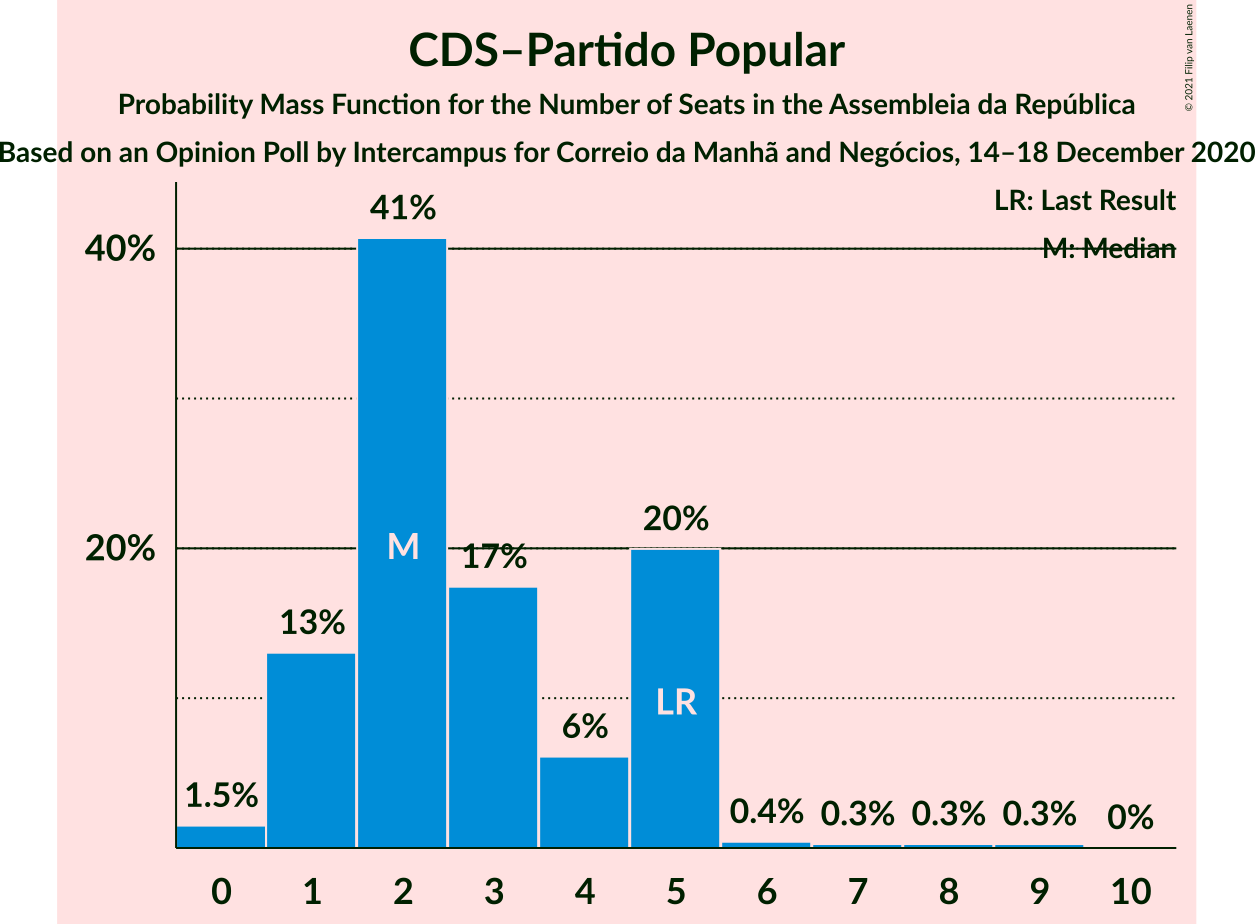 CDS–Partido Popular
Probability Mass Function for the Number of Seats in the Assembleia da República
Based on an Opinion Poll by Intercampus for Correio da Manhã and Negócios, 14–18 December 2020
© 2021 Filip van Laenen
LR: Last Result
M: Median
40%
20%
1.5%
13%
41%
M
17%
6%
20%
LR
0.4%
0.3%
0.3%
0.3%
0%
0 1 2 3 4 5 6 7 8 9 10